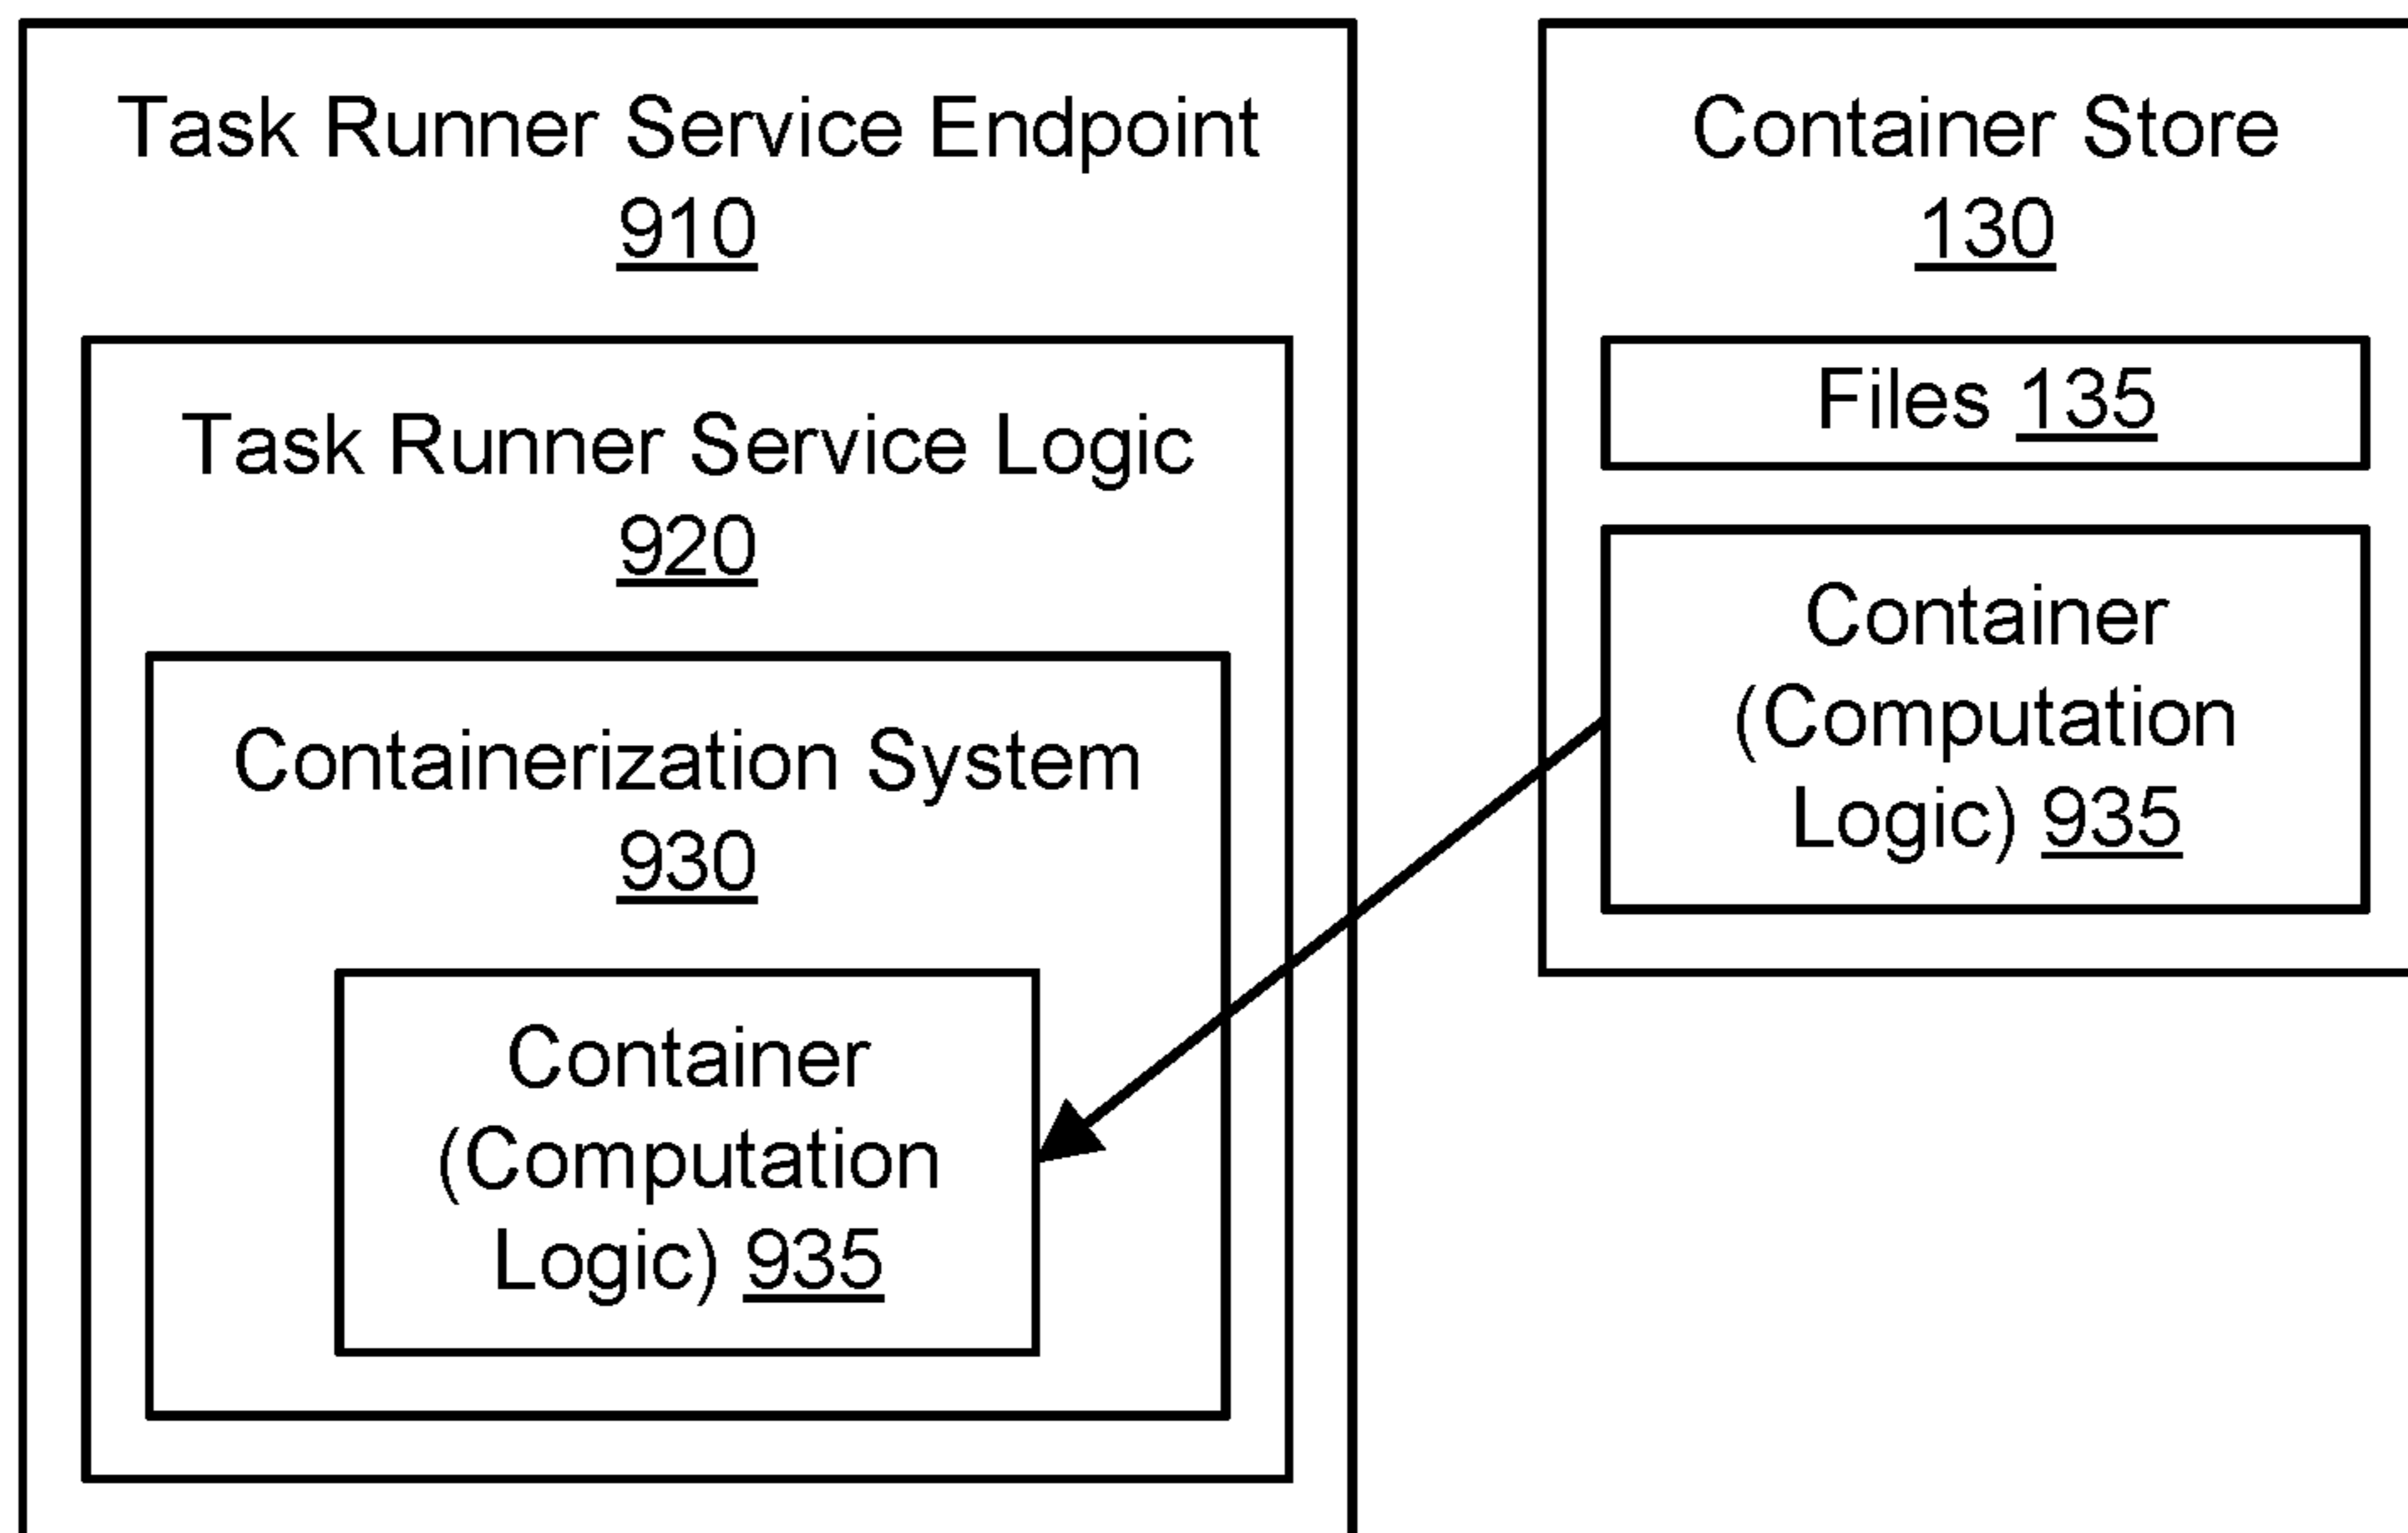 Task Runner Service Endpoint
910
Task Runner Service Logic
920
Containerization System
930
Container
(Computation
Logic) 935
Container Store
130
Files 135
Container
(Computation
Logic) 935